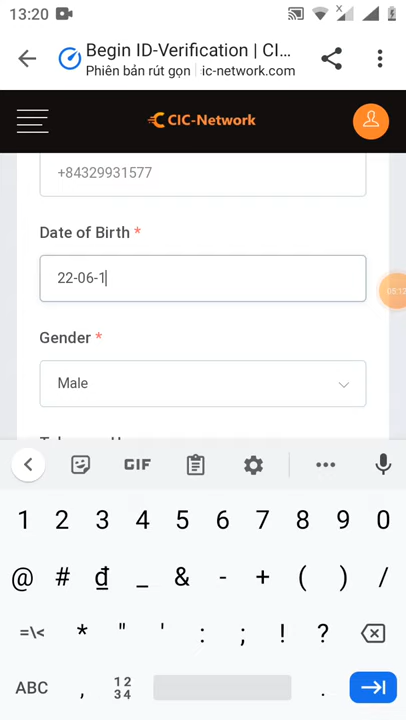 13:20
Begin ID-Verification | CI...
Phiên bản rút gọn | ic-network.com
CIC-Network
+84329931577
Date of Birth *
22-06-1
Gender *
Male
GIF
1 2 3 4 5 6 7 8 9 0
@ # ₫ _ & - + ( ) /
=\< * " ' : ; ! ?
ABC , 12 34 .